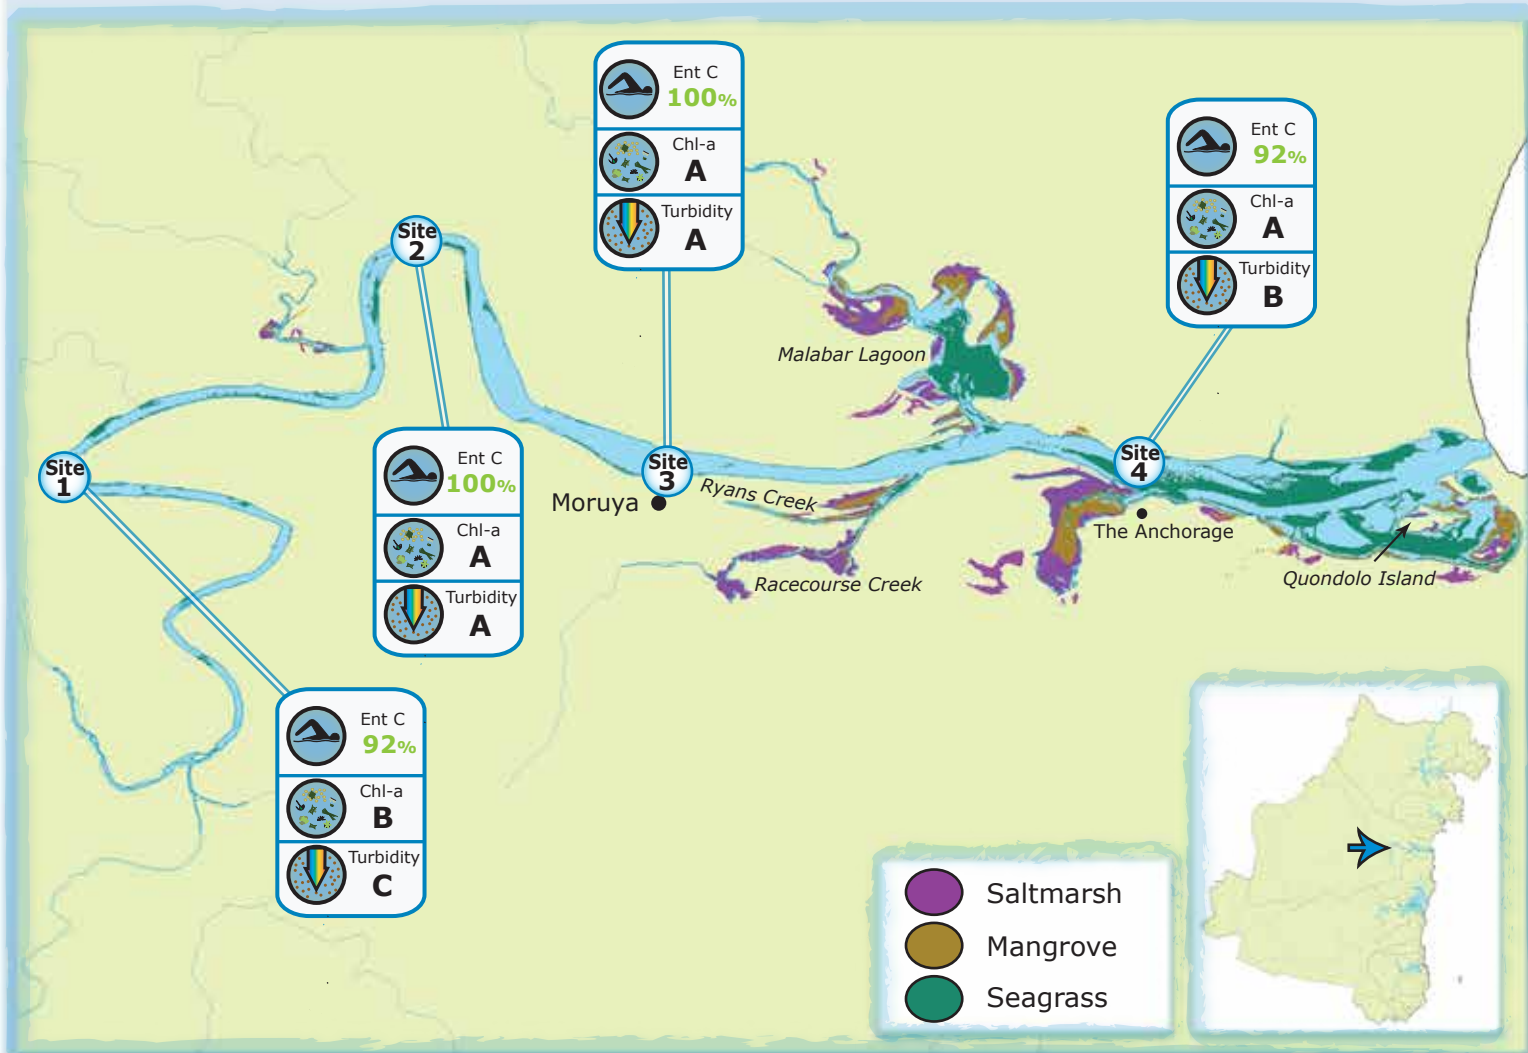 Ent C
100%
Chl-a
A
Turbidity
A
Ent C
92%
Chl-a
A
Turbidity
B
Site
2
Malabar Lagoon
Ent C
100%
Chl-a
A
Turbidity
A
Site
1
Site
3
Moruya
Ryans Creek
Racecourse Creek
Site
4
The Anchorage
Quondolo Island
Ent C
92%
Chl-a
B
Turbidity
C
Saltmarsh
Mangrove
Seagrass